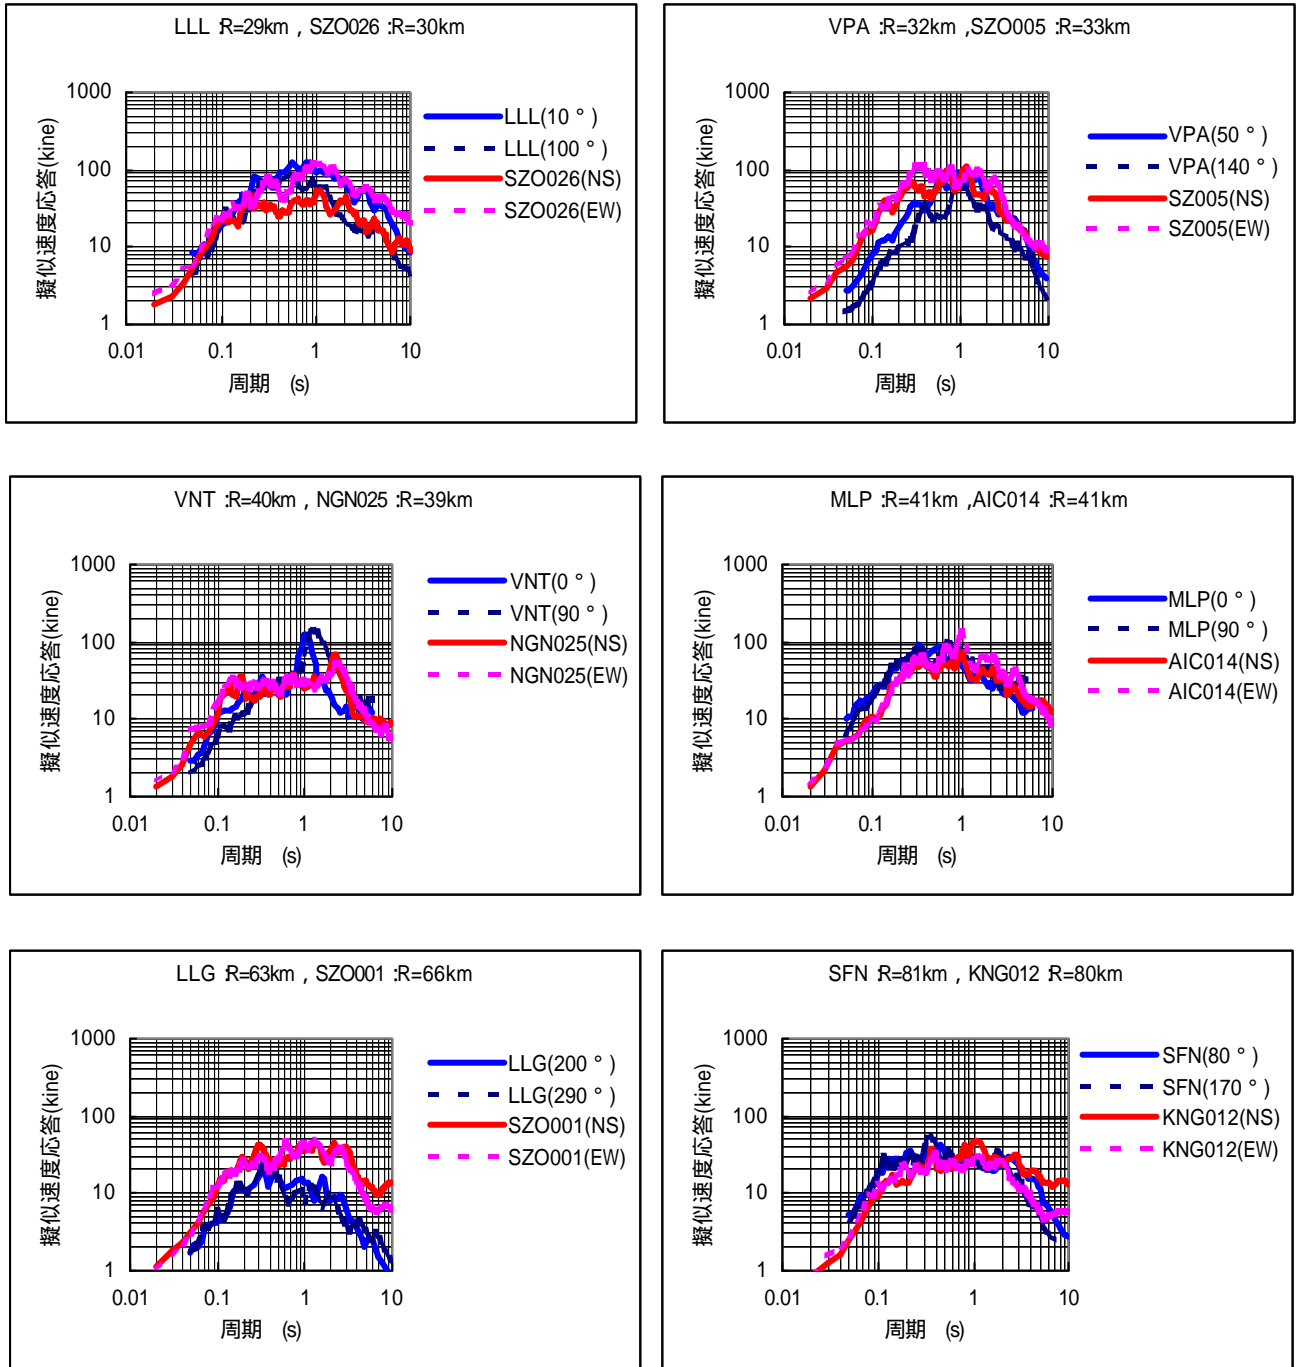 LLL :R=29km , SZO026 :R=30km
1000
100
10
1
0.01
0.1
1
10
擬似速度応答(kine)
周期 (s)
LLL(10 ° )
LLL(100 ° )
SZO026(NS)
SZO026(EW)
VPA :R=32km ,SZO005 :R=33km
1000
100
10
1
0.01
0.1
1
10
擬似速度応答(kine)
周期 (s)
VPA(50 ° )
VPA(140 ° )
SZ005(NS)
SZ005(EW)
VNT :R=40km , NGN025 :R=39km
1000
100
10
1
0.01
0.1
1
10
擬似速度応答(kine)
周期 (s)
VNT(0 ° )
VNT(90 ° )
NGN025(NS)
NGN025(EW)
MLP :R=41km ,AIC014 :R=41km
1000
100
10
1
0.01
0.1
1
10
擬似速度応答(kine)
周期 (s)
MLP(0 ° )
MLP(90 ° )
AIC014(NS)
AIC014(EW)
LLG :R=63km , SZO001 :R=66km
1000
100
10
1
0.01
0.1
1
10
擬似速度応答(kine)
周期 (s)
LLG(200 ° )
LLG(290 ° )
SZO001(NS)
SZO001(EW)
SFN :R=81km , KNG012 :R=80km
1000
100
10
1
0.01
0.1
1
10
擬似速度応答(kine)
周期 (s)
SFN(80 ° )
SFN(170 ° )
KNG012(NS)
KNG012(EW)